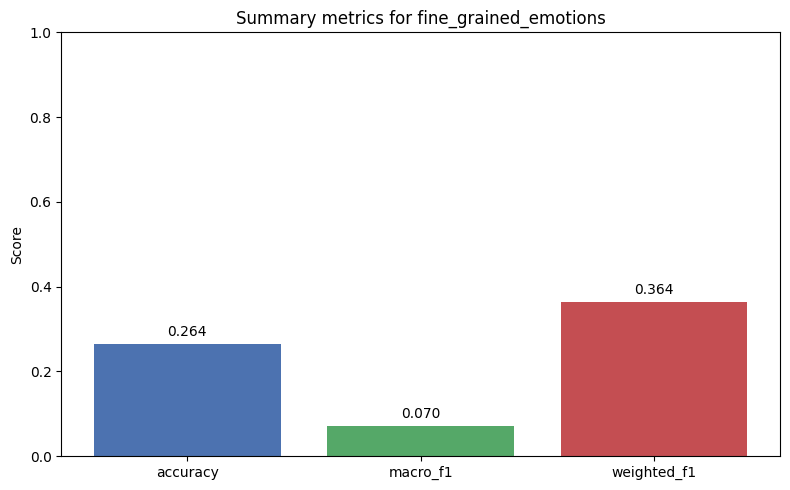 Summary metrics for fine_grained_emotions
1.0
0.8
0.6
0.4
0.2
0.0
Score
0.264
0.070
0.364
accuracy
macro_f1
weighted_f1